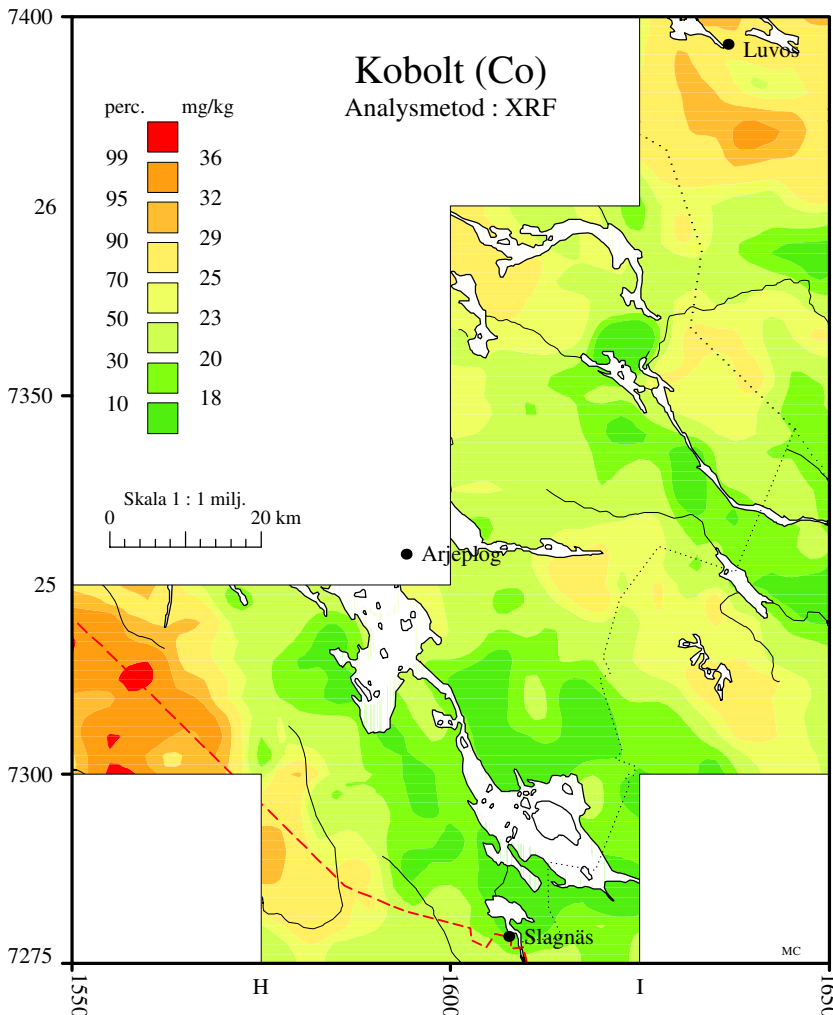 7400
Luvos
Kobolt (Co)
Analysmetod : XRF
perc. mg/kg
99 36
95 32
26
90 29
70 25
50 23
30 20
10 18
7350
Skala 1 : 1 milj.
0 20 km
Arjeplog
25
7300
Slagnäs
MC
7275
1550 H 1600 I 1650